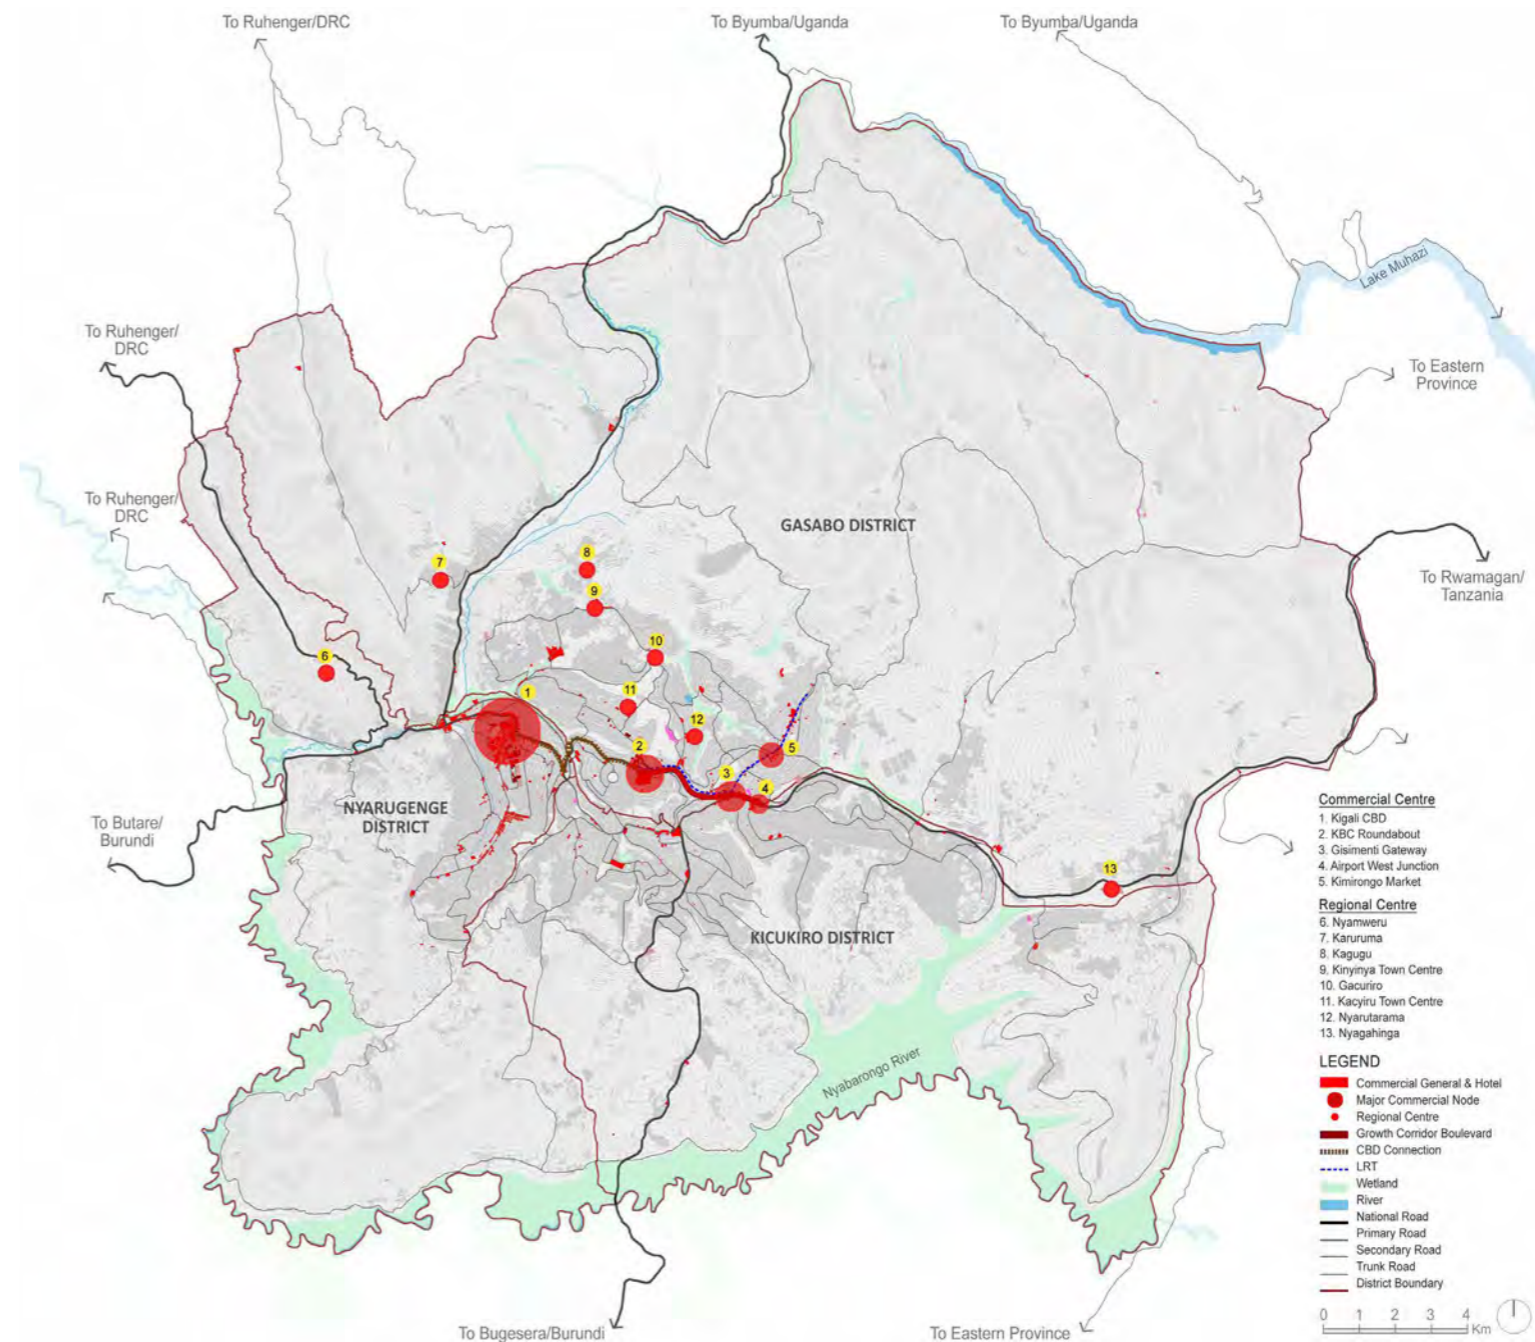 To Ruhenger/DRC
To Byumba/Uganda
To Byumba/Uganda
Lake Muhazi
To Ruhenger/
DRC
To Eastern
Province
To Ruhenger/
DRC
GASABO DISTRICT
To Rwamagan/
Tanzania
8
7
9
10
6
1
11
12
2
5
3
4
NYARUGENGE
DISTRICT
To Butare/
Burundi
13
KICUKIRO DISTRICT
Nyabarongo River
To Bugesera/Burundi
To Eastern Province
Commercial Centre
1. Kigali CBD
2. KBC Roundabout
3. Gisimenti Gateway
4. Airport West Junction
5. Kimirongo Market
Regional Centre
6. Nyamweru
7. Karuruma
8. Kagugu
9. Kinyinya Town Centre
10. Gacuriro
11. Kacyiru Town Centre
12. Nyarutarama
13. Nyagahinga
LEGEND
Commercial General & Hotel
Major Commercial Node
Regional Centre
Growth Corridor Boulevard
CBD Connection
LRT
Wetland
River
National Road
Primary Road
Secondary Road
Trunk Road
District Boundary
0 1 2 3 4
Km